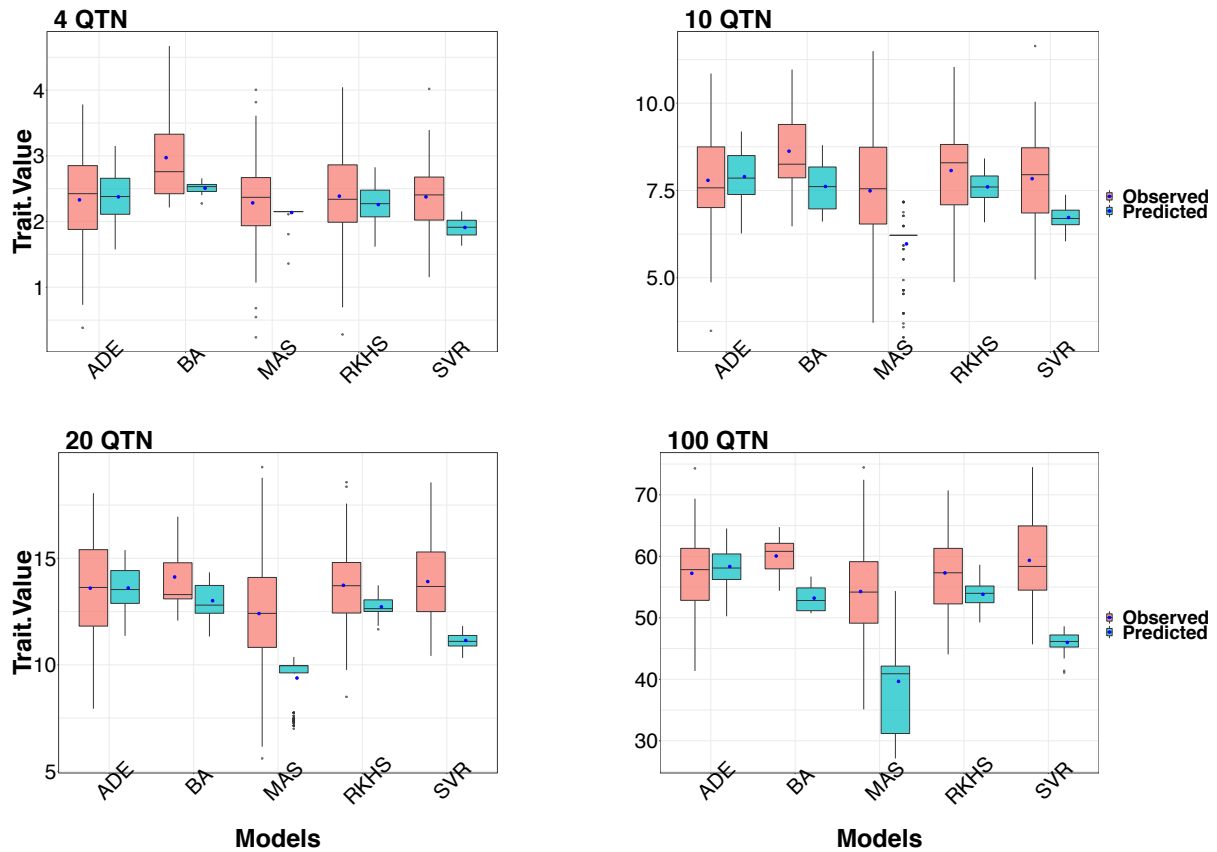 4 QTN
10 QTN
Trait.Value
4
3
2
1
10.0
7.5
5.0
Observed
Predicted
ADE
BA
MAS
RKHS
SVR
ADE
BA
MAS
RKHS
SVR
20 QTN
100 QTN
Trait.Value
15
10
5
70
60
50
40
30
Observed
Predicted
ADE
BA
MAS
RKHS
SVR
ADE
BA
MAS
RKHS
SVR
Models
Models